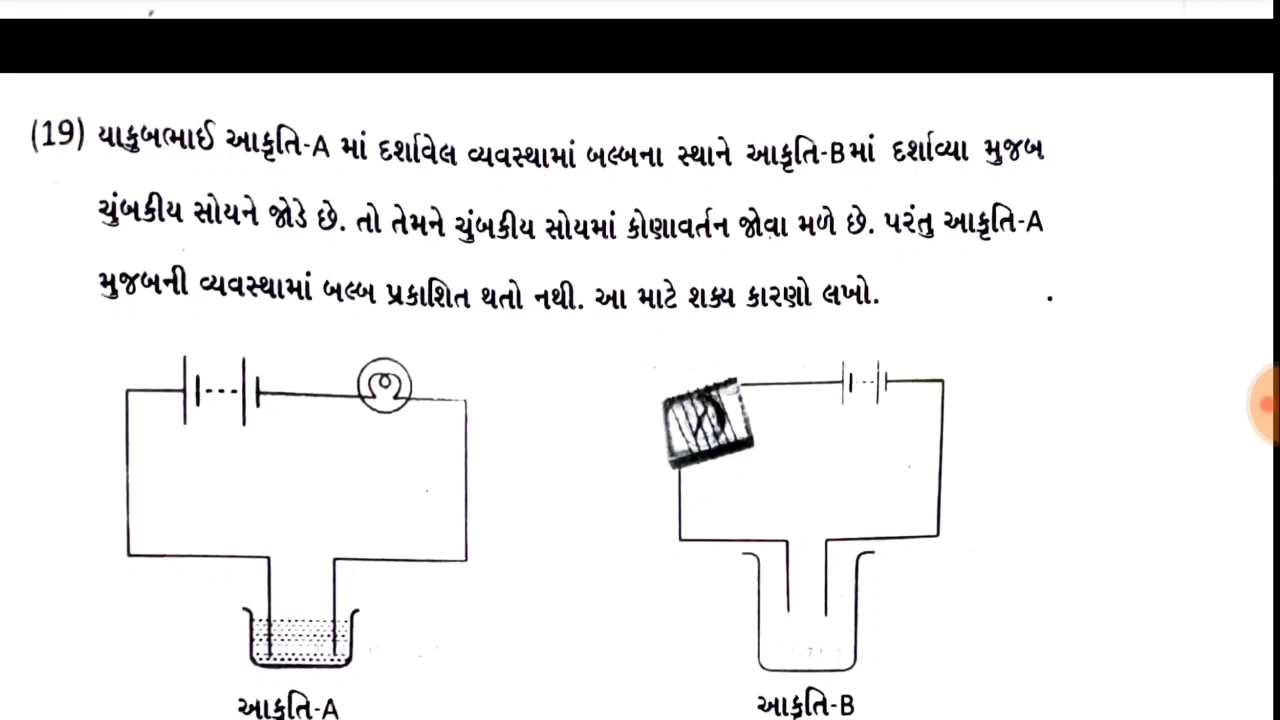 (19) યાકુબભાઈ આકૃતિ-A માં દર્શાવેલ વ્યવસ્થામાં બલ્બના સ્થાને આકૃતિ-Bમાં દર્શાવ્યા મુજબ
ચુંબકીય સોયને જોડે છે. તો તેમને ચુંબકીય સોયમાં કોણાવર્તન જોવા મળે છે. પરંતુ આકૃતિ-A
મુજબની વ્યવસ્થામાં બલ્બ પ્રકાશિત થતો નથી. આ માટે શક્ય કારણો લખો.
આકૃતિ-A
આકૃતિ-B